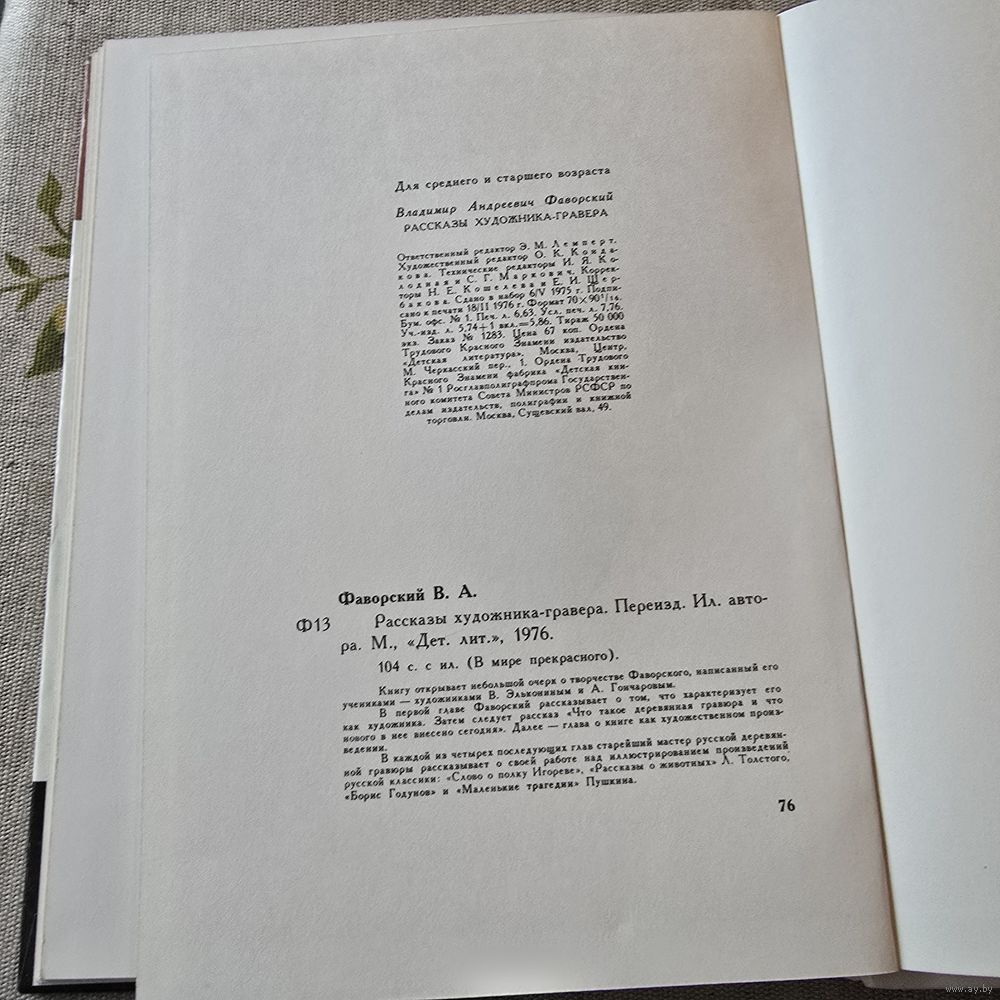 Для среднего и старшего возраста
Владимир Андреевич Фаворский
РАССКАЗЫ ХУДОЖНИКА-ГРАВЕРА
Ответственный редактор Э. М. Лемперт.
Художественный редактор О. К. Конда-
кова. Технические редакторы И. Я. Ко-
лодная и С. Г. Маркович. Коррек-
торы Н. Е. Кошелева и Е. И. Щер-
бакова. Сдано в набор 6/V 1975 г. Подпи-
сано к печати 18/II 1976 г. Формат 70×90¹/₁₆.
Бум. офс. № 1. Печ. л. 6,63. Усл. печ. л. 7,76.
Уч.-изд. л. 5,74+1 вкл.=5,86. Тираж 50 000
экз. Заказ № 1283. Цена 67 коп. Ордена
Трудового Красного Знамени издательство
«Детская литература». Москва, Центр,
М. Черкасский пер., 1. Ордена Трудового
Красного Знамени фабрика «Детская кни-
га» № 1 Росглавполиграфпрома Государствен-
ного комитета Совета Министров РСФСР по
делам издательств, полиграфии и книжной
торговли. Москва, Сущевский вал, 49.
Фаворский В. А.
Ф13 Рассказы художника-гравера. Переизд. Ил. авто-
ра. М., «Дет. лит.», 1976.
104 с. с ил. (В мире прекрасного).
Книгу открывает небольшой очерк о творчестве Фаворского, написанный его
учениками — художниками В. Элькониным и А. Гончаровым.
В первой главе Фаворский рассказывает о том, что характеризует его
как художника. Затем следует рассказ «Что такое деревянная гравюра и что
нового в нее внесено сегодня». Далее — глава о книге как художественном произ-
ведении.
В каждой из четырех последующих глав старейший мастер русской деревян-
ной гравюры рассказывает о своей работе над иллюстрированием произведений
русской классики: «Слово о полку Игореве», «Рассказы о животных» Л. Толстого,
«Борис Годунов» и «Маленькие трагедии» Пушкина.
76
www.ay.by